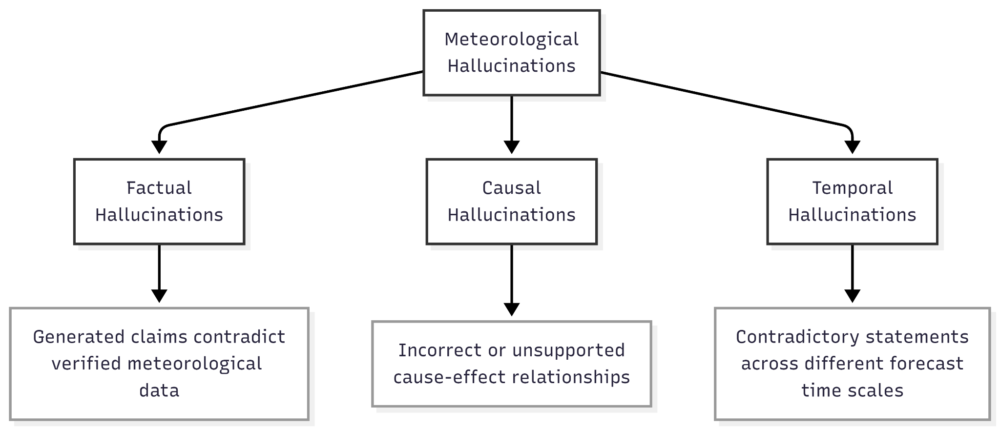 Meteorological
Hallucinations
Factual
Hallucinations
Causal
Hallucinations
Temporal
Hallucinations
Generated claims contradict
verified meteorological
data
Incorrect or unsupported
cause-effect relationships
Contradictory statements
across different forecast
time scales